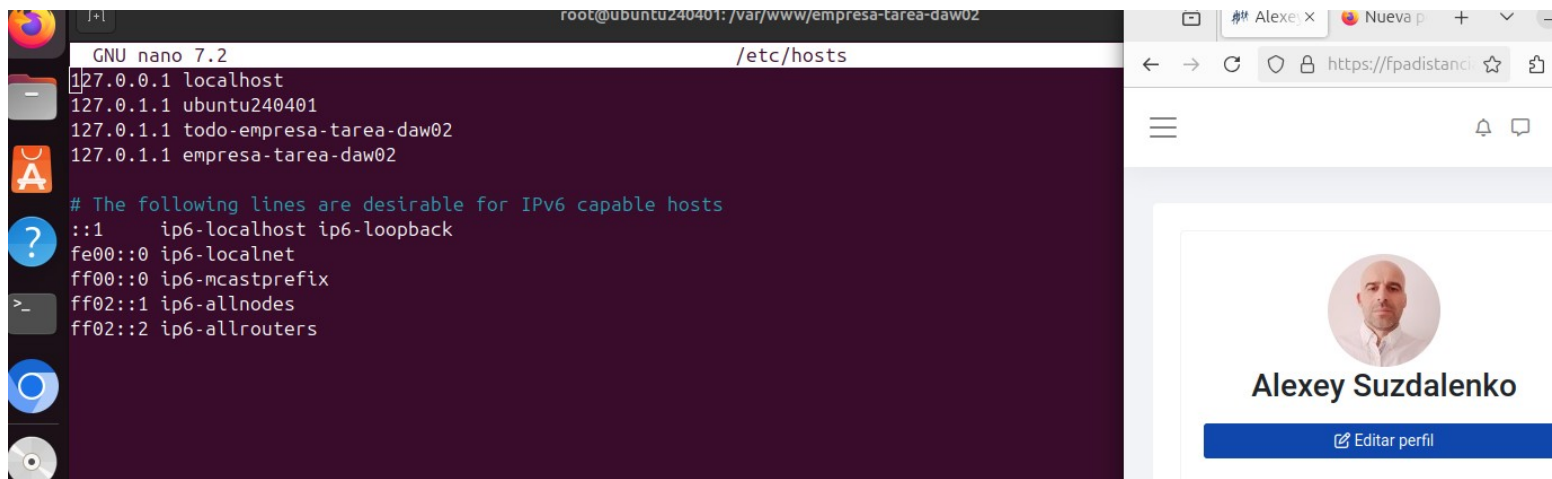 root@ubuntu240401: /var/www/empresa-tarea-daw02
GNU nano 7.2 /etc/hosts
127.0.0.1 localhost
127.0.1.1 ubuntu240401
127.0.1.1 todo-empresa-tarea-daw02
127.0.1.1 empresa-tarea-daw02
# The following lines are desirable for IPv6 capable hosts
::1 ip6-localhost ip6-loopback
fe00::0 ip6-localnet
ff00::0 ip6-mcastprefix
ff02::1 ip6-allnodes
ff02::2 ip6-allrouters
Alexey Nueva p
https://fpadistanci
Alexey Suzdalenko
Editar perfil